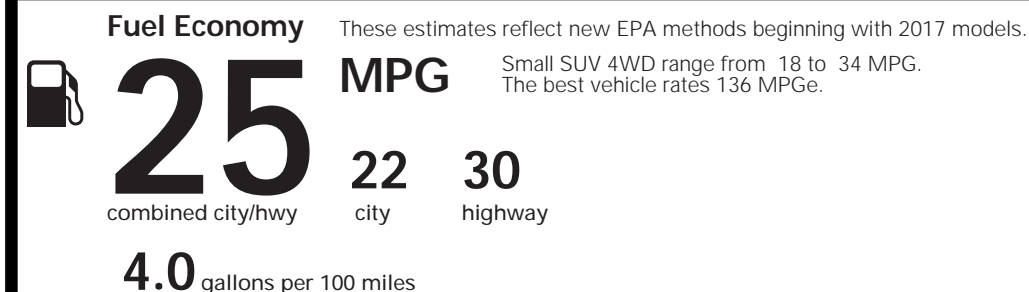 Fuel Economy These estimates reflect new EPA methods beginning with 2017 models.
25 MPG Small SUV 4WD range from 18 to 34 MPG.
The best vehicle rates 136 MPGe.
22 30
combined city/hwy city highway
4.0 gallons per 100 miles